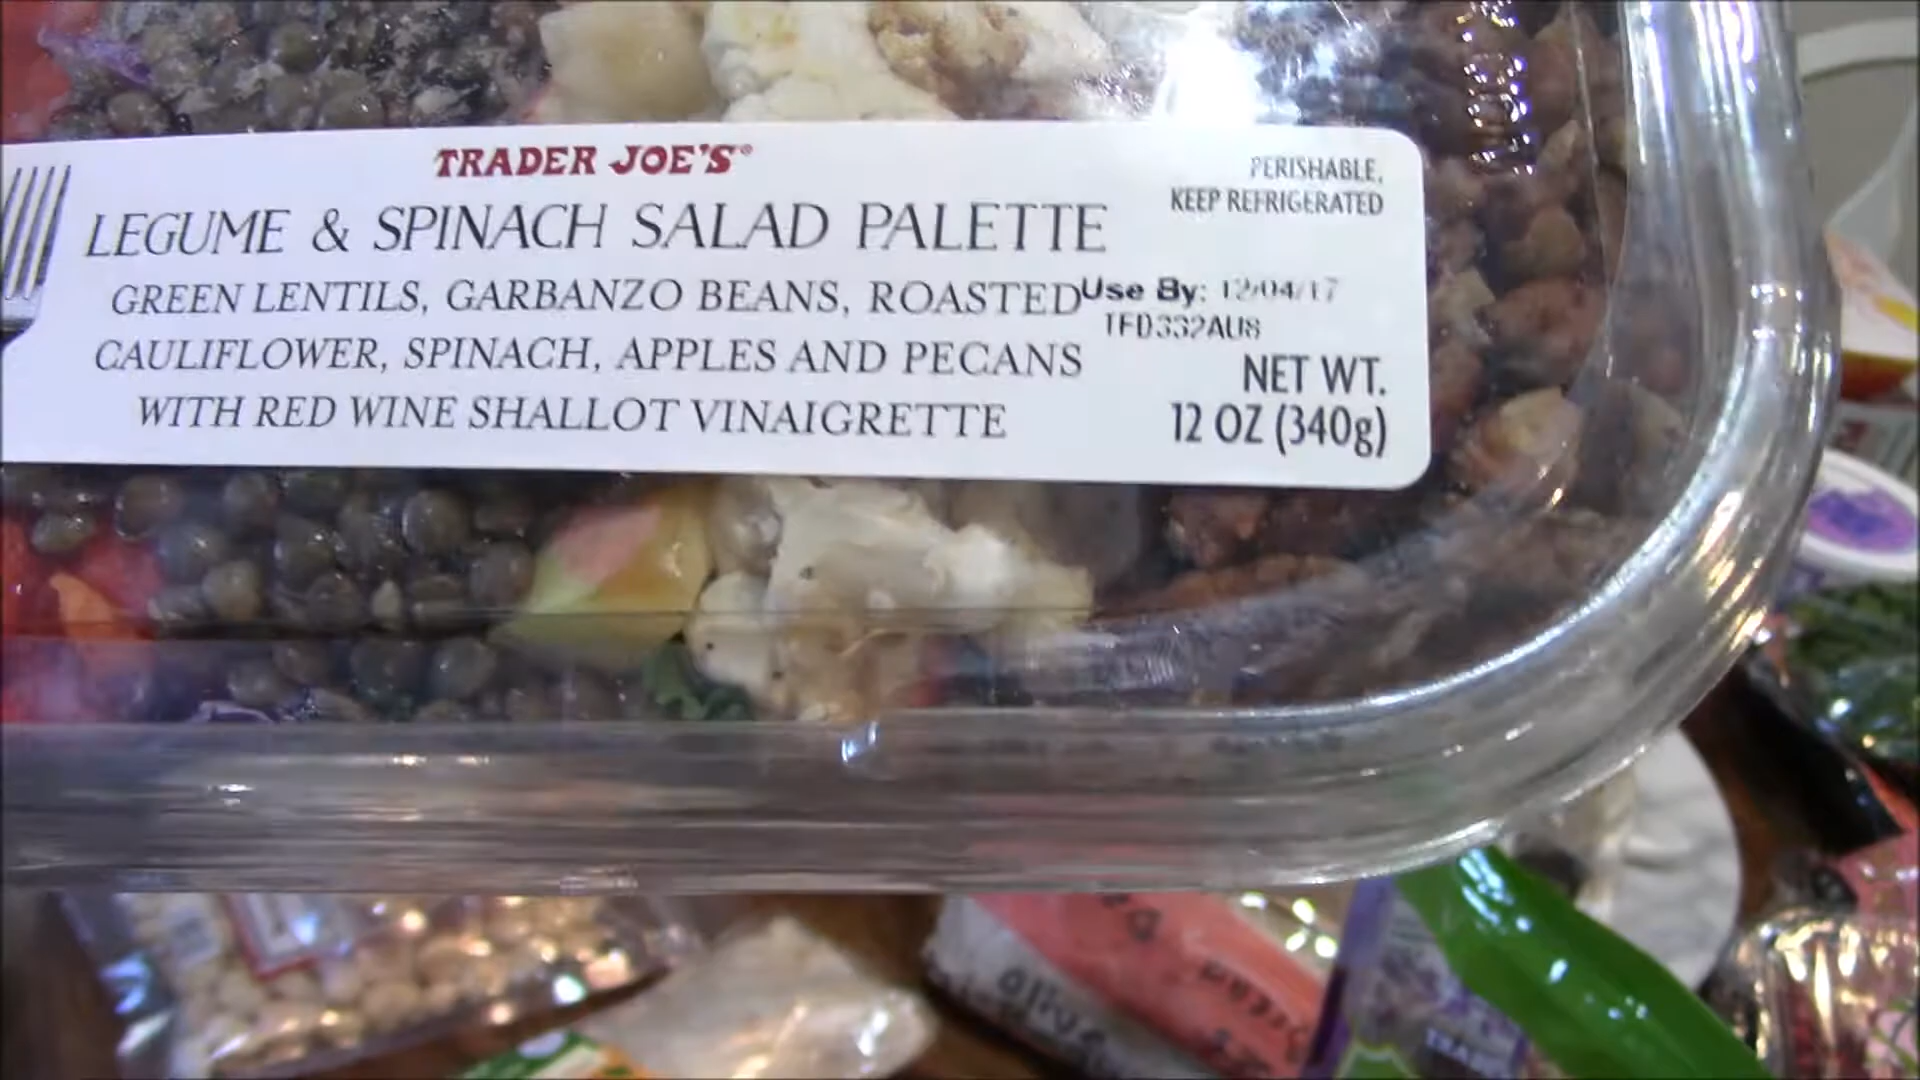 TRADER JOE'S®
LEGUME & SPINACH SALAD PALETTE
GREEN LENTILS, GARBANZO BEANS, ROASTED
CAULIFLOWER, SPINACH, APPLES AND PECANS
WITH RED WINE SHALLOT VINAIGRETTE
PERISHABLE,
KEEP REFRIGERATED
Use By: 12/04/17
TFD332AU8
NET WT.
12 OZ (340g)
olive